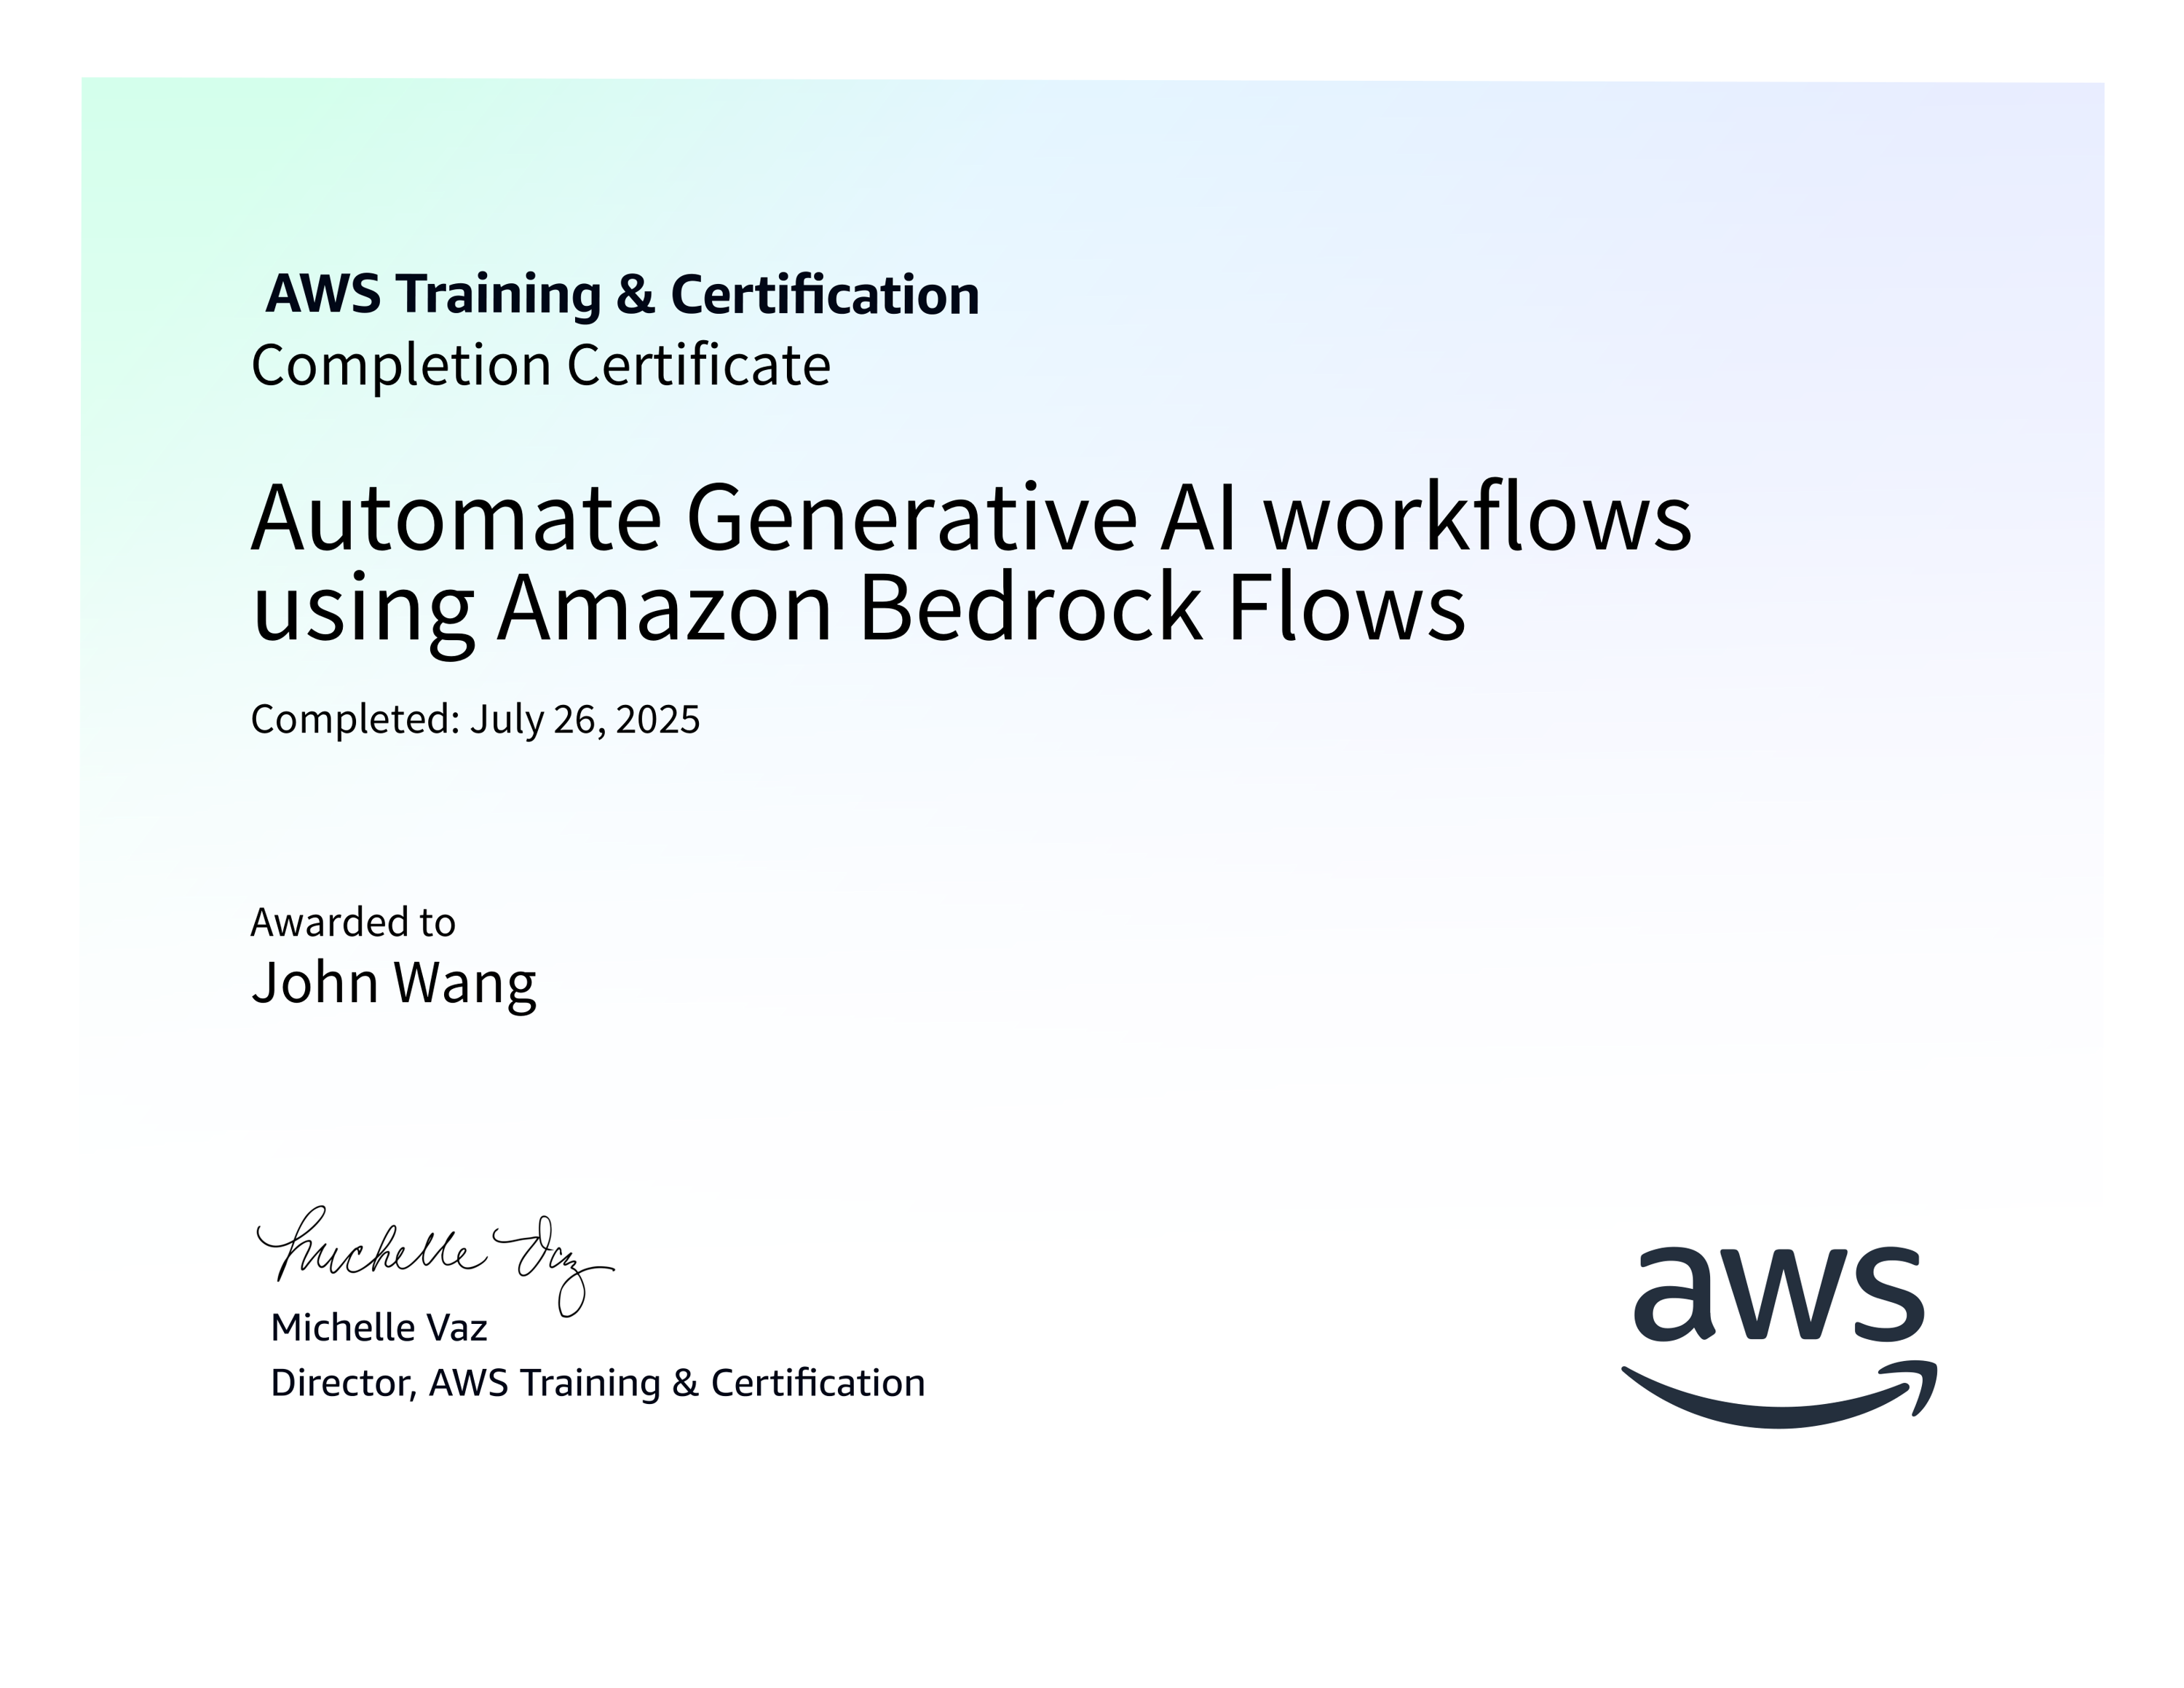 AWS Training & Certification
Completion Certificate
Automate Generative AI workflows
using Amazon Bedrock Flows
Completed: July 26, 2025
Awarded to
John Wang
Michelle Vaz
Michelle Vaz
Director, AWS Training & Certification
aws